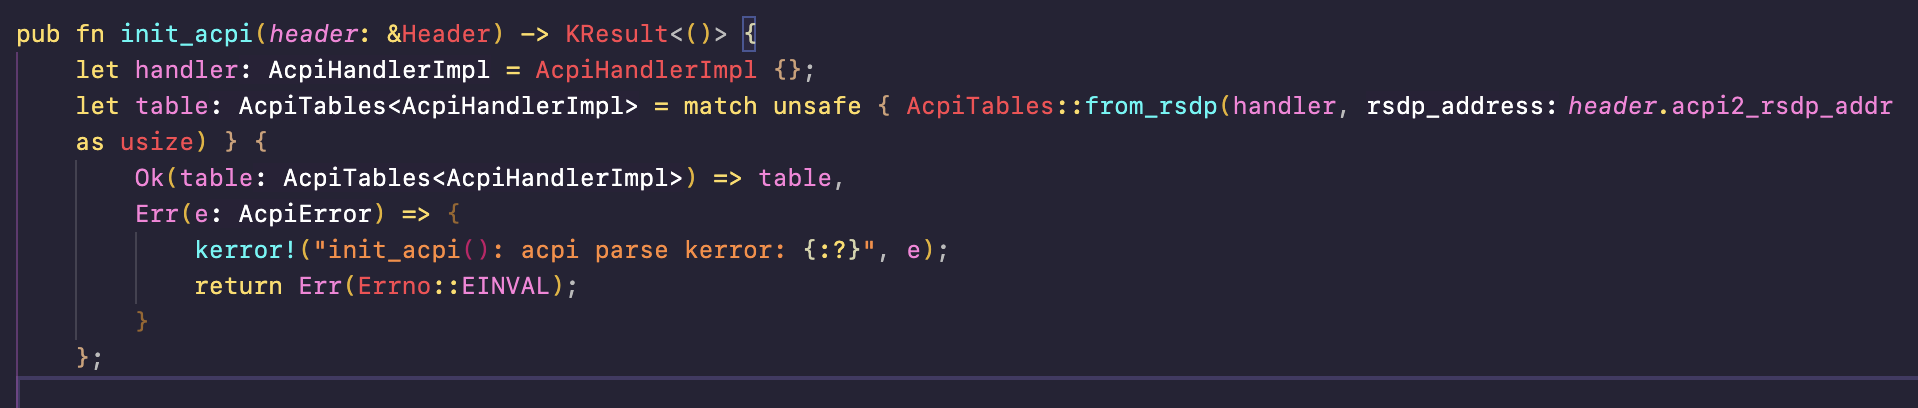 pub fn init_acpi(header: &Header) -> KResult<()> {
    let handler: AcpiHandlerImpl = AcpiHandlerImpl {};
    let table: AcpiTables<AcpiHandlerImpl> = match unsafe { AcpiTables::from_rsdp(handler, rsdp_address: header.acpi2_rsdp_addr
    as usize) } {
        Ok(table: AcpiTables<AcpiHandlerImpl>) => table,
        Err(e: AcpiError) => {
            kerror!("init_acpi(): acpi parse kerror: {:?}", e);
            return Err(Errno::EINVAL);
        }
    };